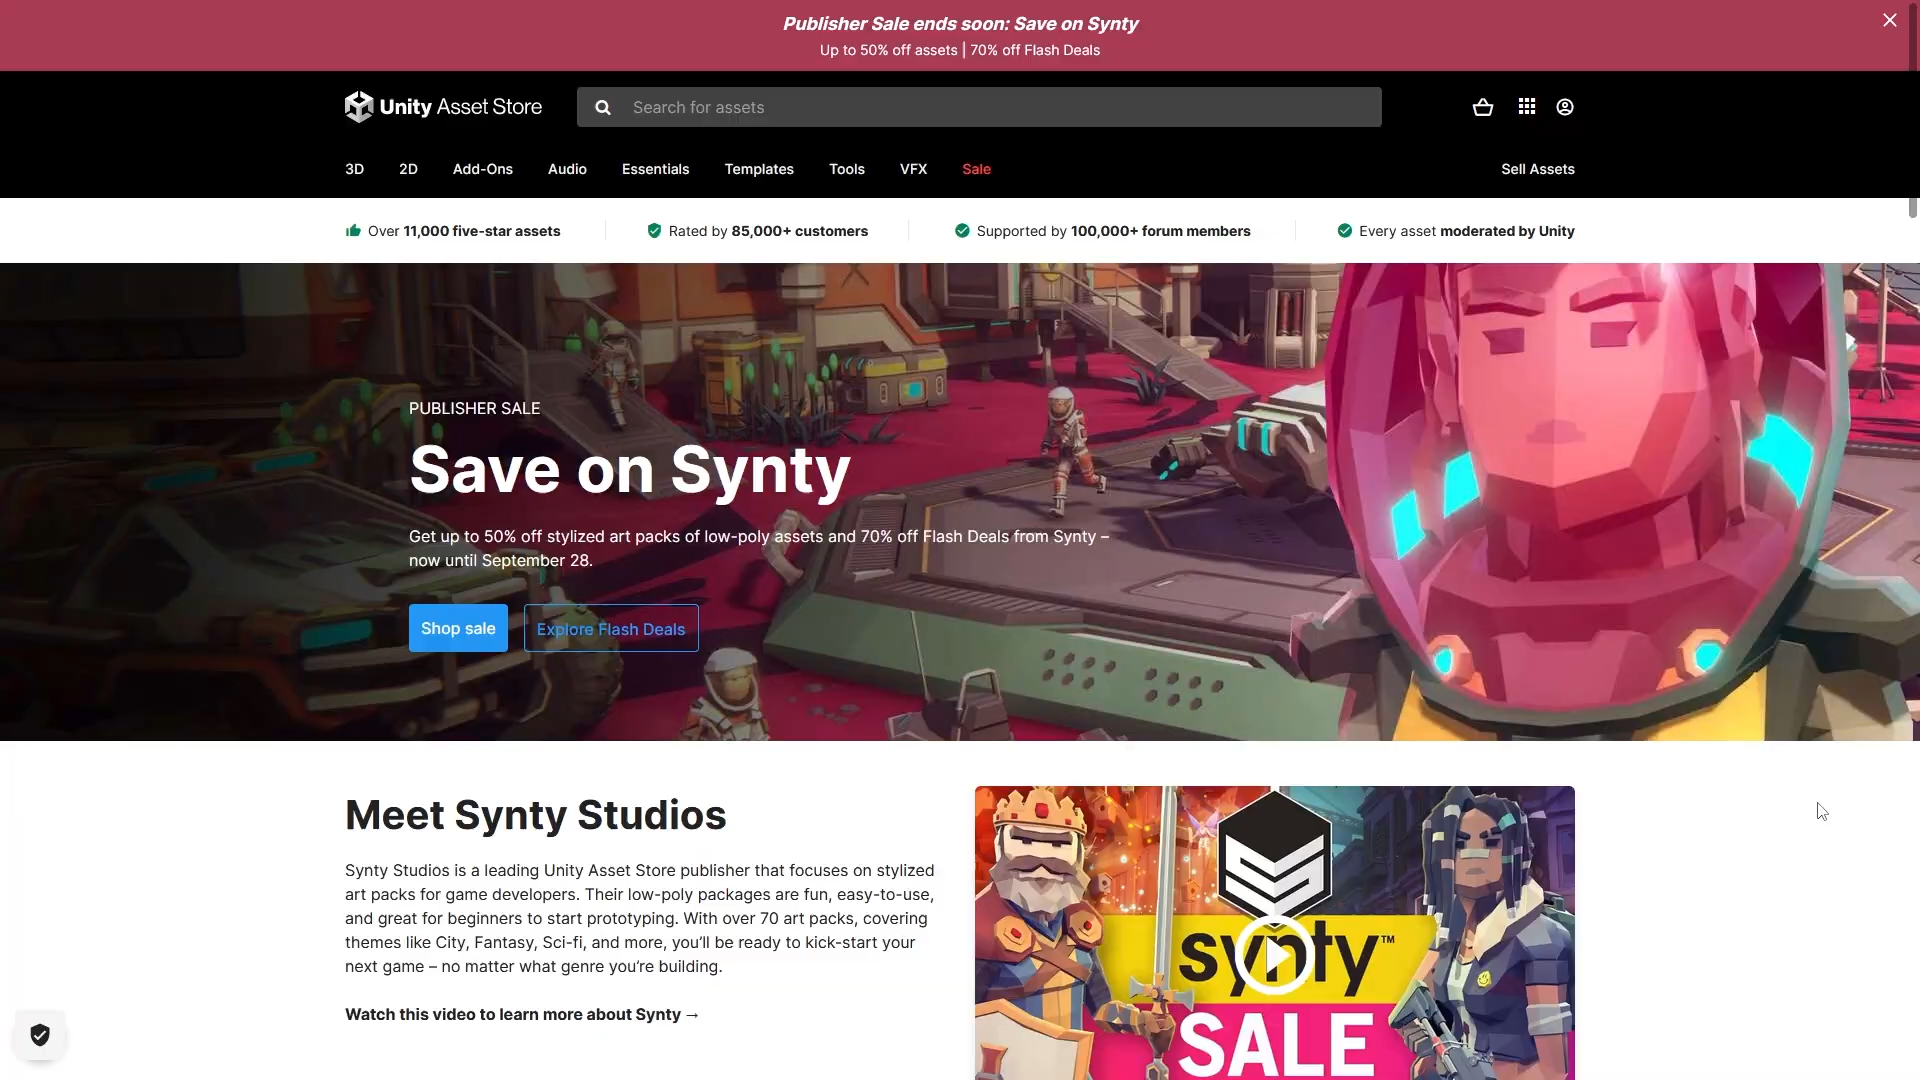 Publisher Sale ends soon: Save on Synty
Up to 50% off assets | 70% off Flash Deals
Unity Asset Store
Search for assets
3D 2D Add-Ons Audio Essentials Templates Tools VFX Sale Sell Assets
Over 11,000 five-star assets
Rated by 85,000+ customers
Supported by 100,000+ forum members
Every asset moderated by Unity
PUBLISHER SALE
Save on Synty
Get up to 50% off stylized art packs of low-poly assets and 70% off Flash Deals from Synty –
now until September 28.
Shop sale
Explore Flash Deals
Meet Synty Studios
Synty Studios is a leading Unity Asset Store publisher that focuses on stylized
art packs for game developers. Their low-poly packages are fun, easy-to-use,
and great for beginners to start prototyping. With over 70 art packs, covering
themes like City, Fantasy, Sci-fi, and more, you’ll be ready to kick-start your
next game – no matter what genre you’re building.
Watch this video to learn more about Synty →
synty™
SALE